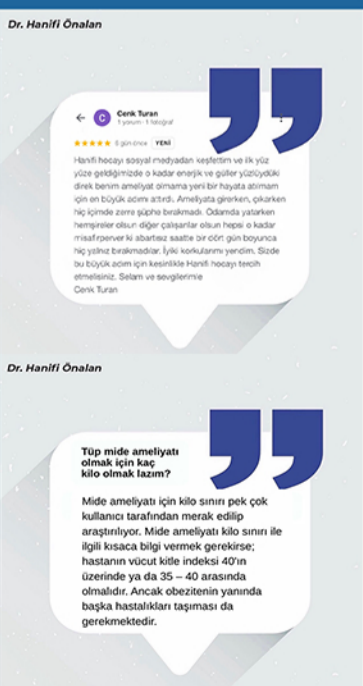 Dr. Hanifi Önalan
C
Cenk Turan
1 yorum · 1 fotoğraf
6 gün önce YENİ
Hanifi hocayı sosyal medyadan keşfettim ve ilk yüz
yüze geldiğimizde o kadar enerjik ve güller yüzlüydüki
direk benim ameliyat olmama yeni bir hayata atılmam
için en büyük adımı attırdı. Ameliyata girerken, çıkarken
hiç içimde zerre şüphe bırakmadı. Odamda yatarken
hemşireler olsun diğer çalışanlar olsun hepsi o kadar
misafirperver ki abartısız saatte bir dört gün boyunca
hiç yalnız bırakmadılar. İyiki korkularımı yendim. Sizde
bu büyük adım için kesinlikle Hanifi hocayı tercih
etmelisiniz. Selam ve sevgilerimle
Cenk Turan
Dr. Hanifi Önalan
Tüp mide ameliyatı
olmak için kaç
kilo olmak lazım?
Mide ameliyatı için kilo sınırı pek çok
kullanıcı tarafından merak edilip
araştırılıyor. Mide ameliyatı kilo sınırı ile
ilgili kısaca bilgi vermek gerekirse;
hastanın vücut kitle indeksi 40'ın
üzerinde ya da 35 – 40 arasında
olmalıdır. Ancak obezitenin yanında
başka hastalıkları taşıması da
gerekmektedir.